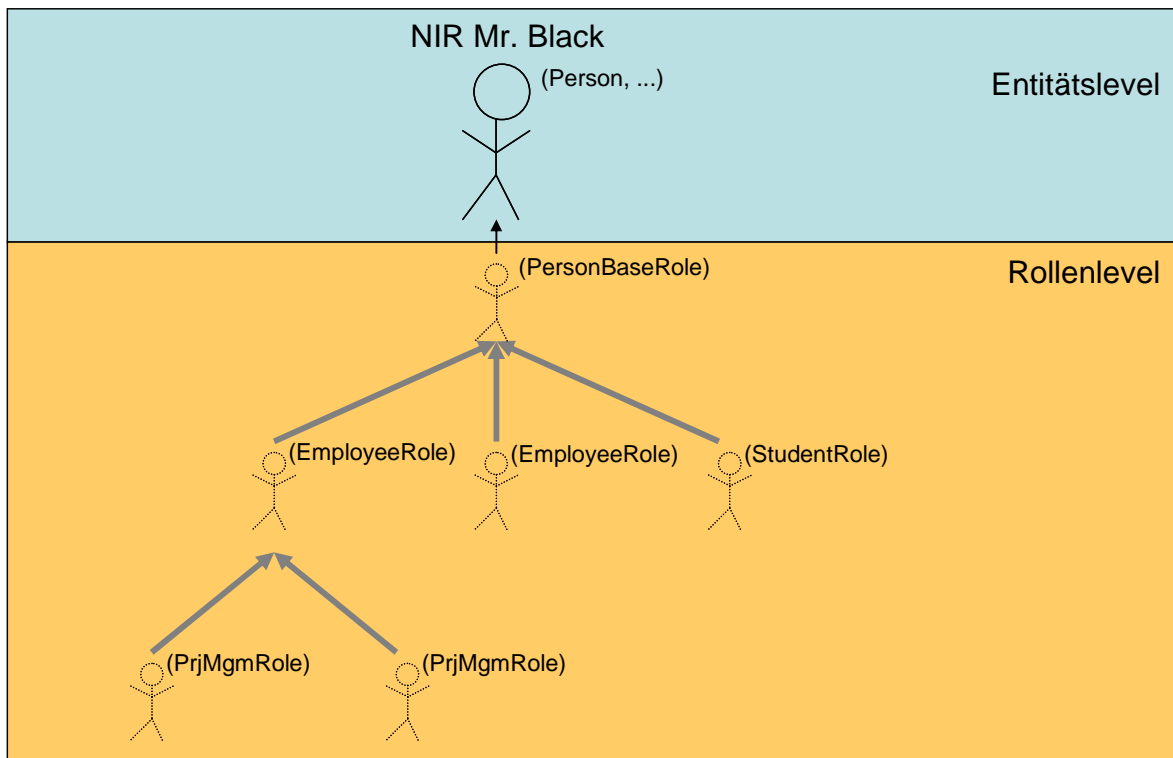 NIR Mr. Black
(Person, ...)
Entitätslevel
(PersonBaseRole)
Rollenlevel
(EmployeeRole)
(EmployeeRole)
(StudentRole)
(PrjMgmRole)
(PrjMgmRole)